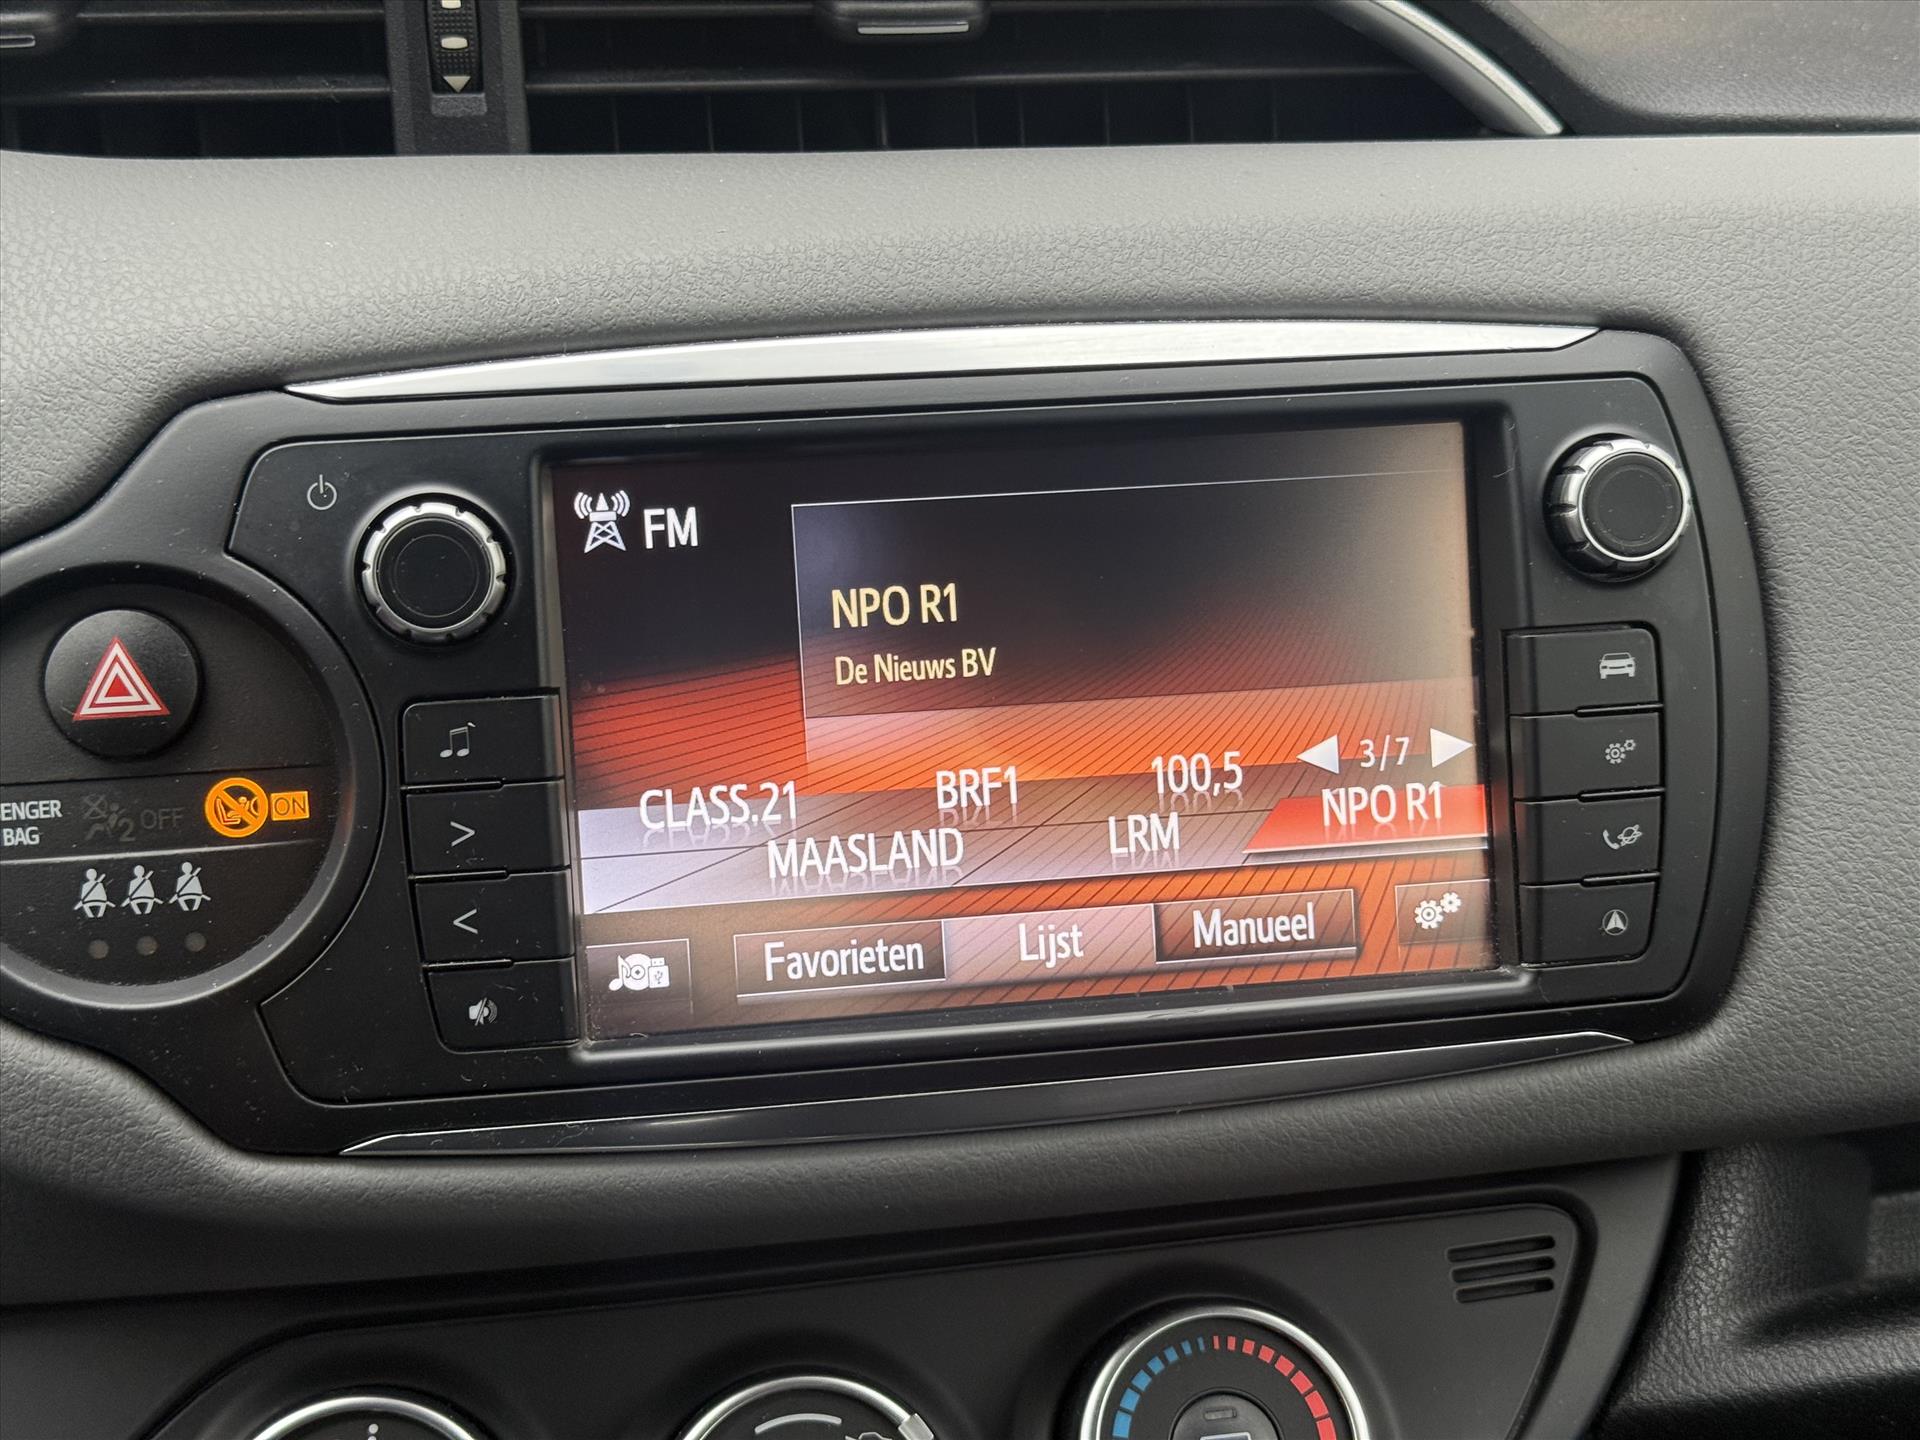 FM
NPO R1
De Nieuws BV
3/7
CLASS.21 BRF1 100,5 NPO R1
MAASLAND LRM
Favorieten Lijst Manueel
ENGER
BAG
2 OFF
ON